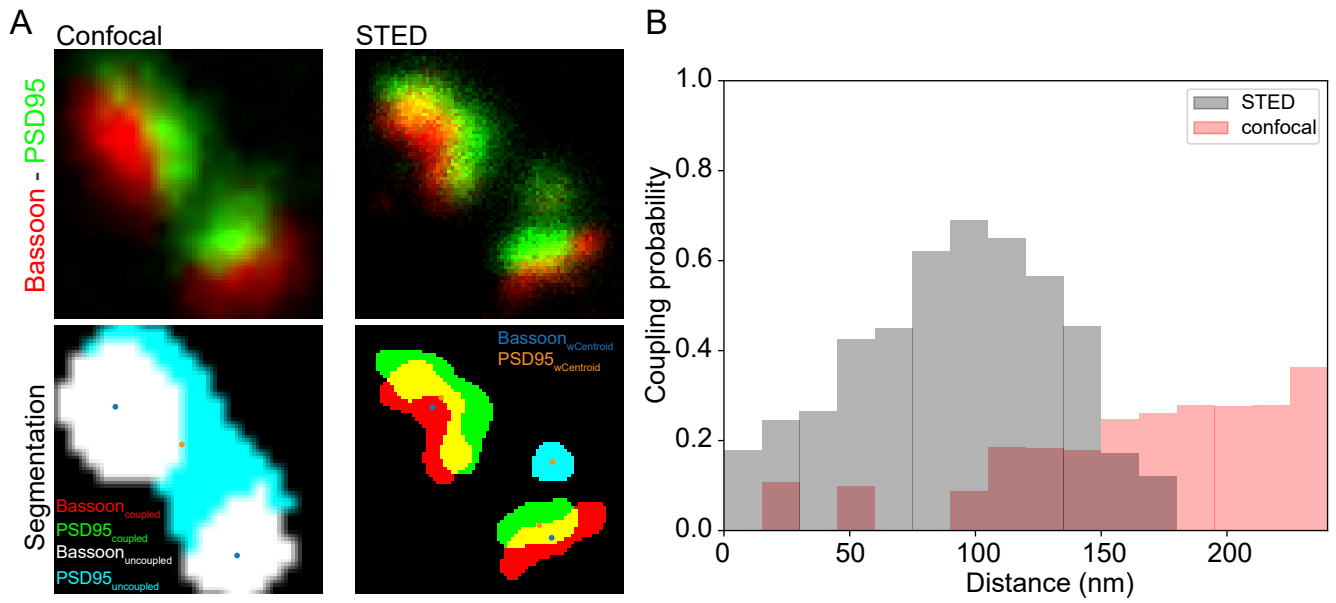 A
Confocal
STED
Bassoon - PSD95
Segmentation
Bassooncoupled
PSD95coupled
Bassoonuncoupled
PSD95uncoupled
BassoonwCentroid
PSD95wCentroid
B
1.0
0.8
0.6
0.4
0.2
0.0
Coupling probability
STED
confocal
0
50
100
150
200
Distance (nm)